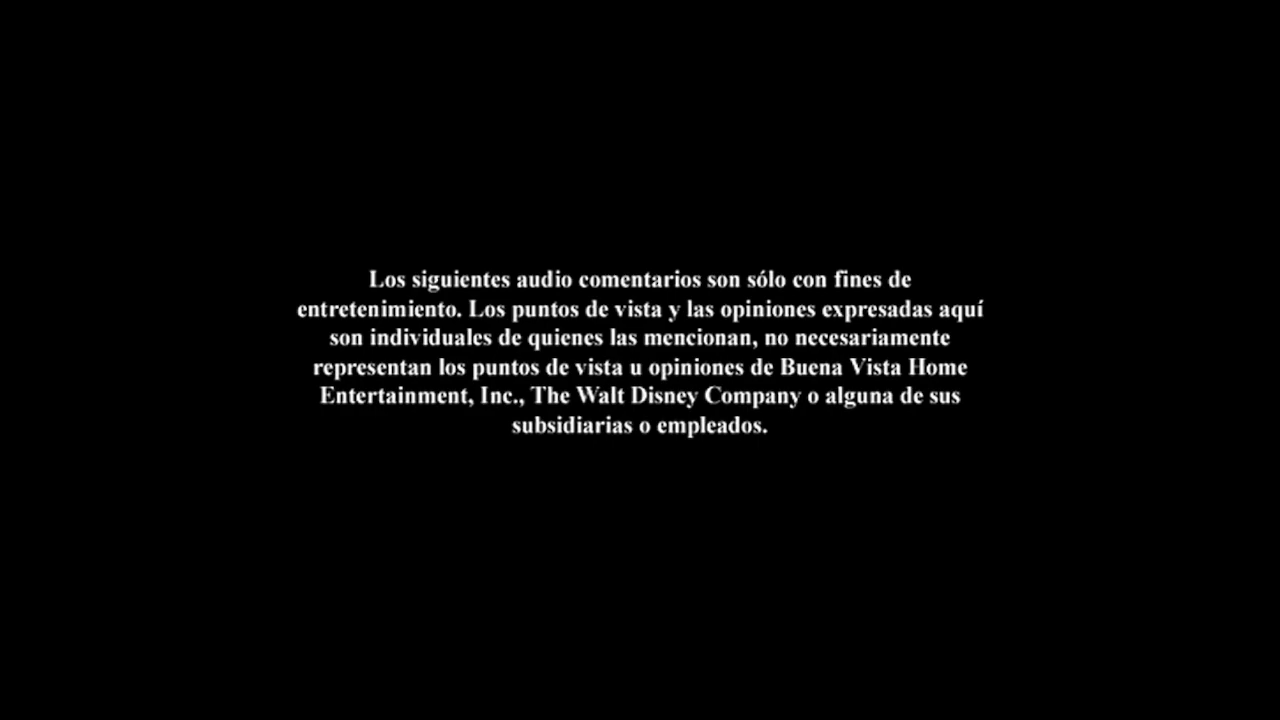 Los siguientes audio comentarios son sólo con fines de
entretenimiento. Los puntos de vista y las opiniones expresadas aquí
son individuales de quienes las mencionan, no necesariamente
representan los puntos de vista u opiniones de Buena Vista Home
Entertainment, Inc., The Walt Disney Company o alguna de sus
subsidiarias o empleados.